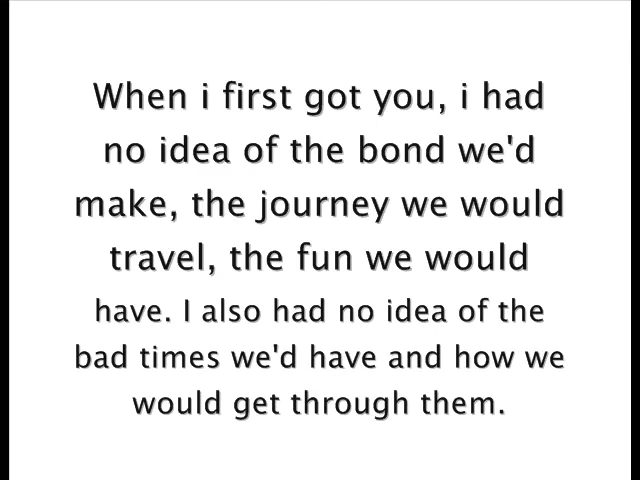 When i first got you, i had
no idea of the bond we'd
make, the journey we would
travel, the fun we would
have. I also had no idea of the
bad times we'd have and how we
would get through them.